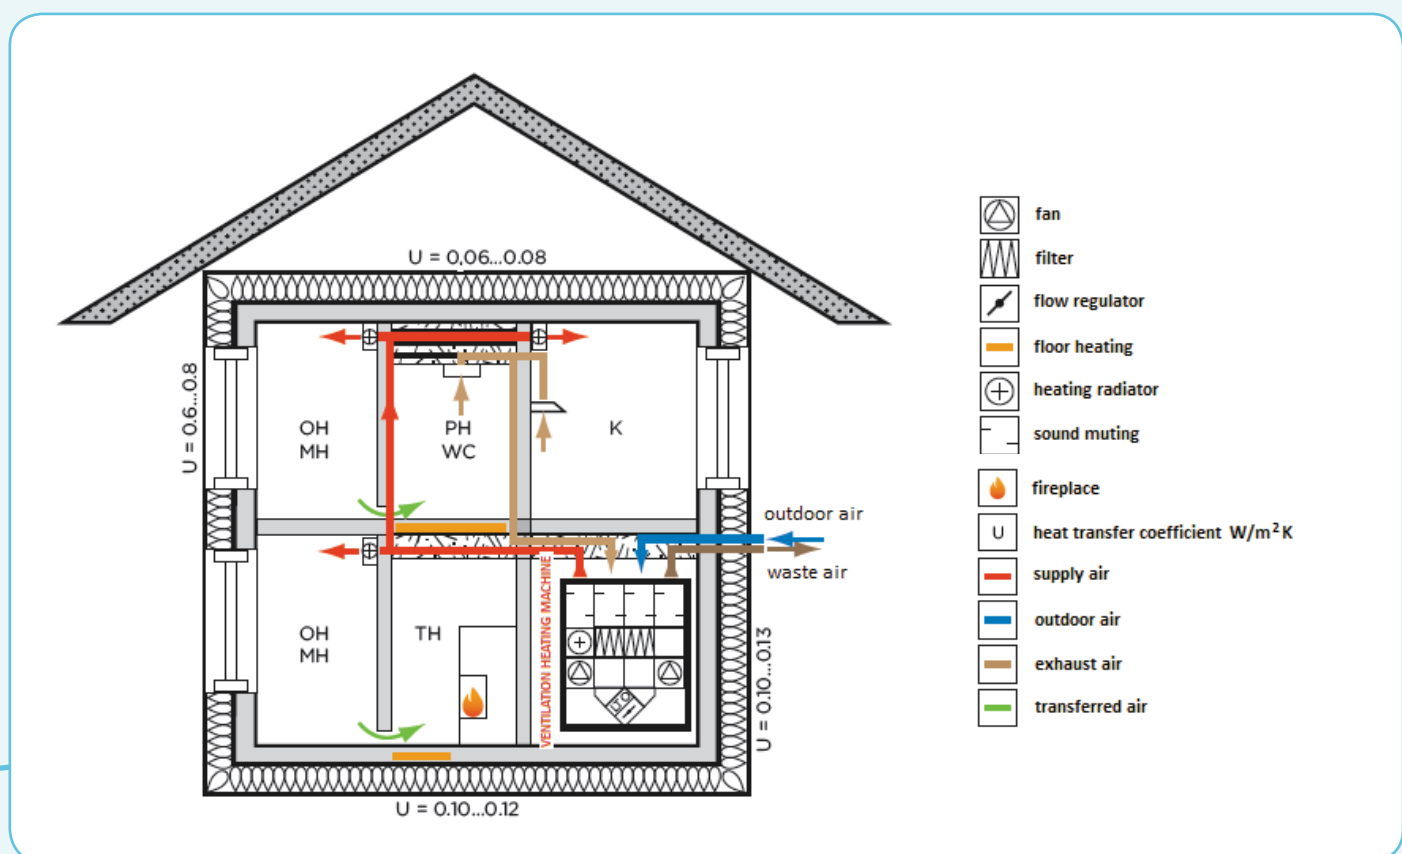 U = 0,06...0.08
U = 0.6...0.8
OH
MH
PH
WC
K
outdoor air
waste air
VENTILATION HEATING MACHINE
OH
MH
TH
LTO
U = 0.10...0.13
U = 0.10...0.12
fan
filter
flow regulator
floor heating
heating radiator
sound muting
fireplace
U heat transfer coefficient W/m²K
supply air
outdoor air
exhaust air
transferred air